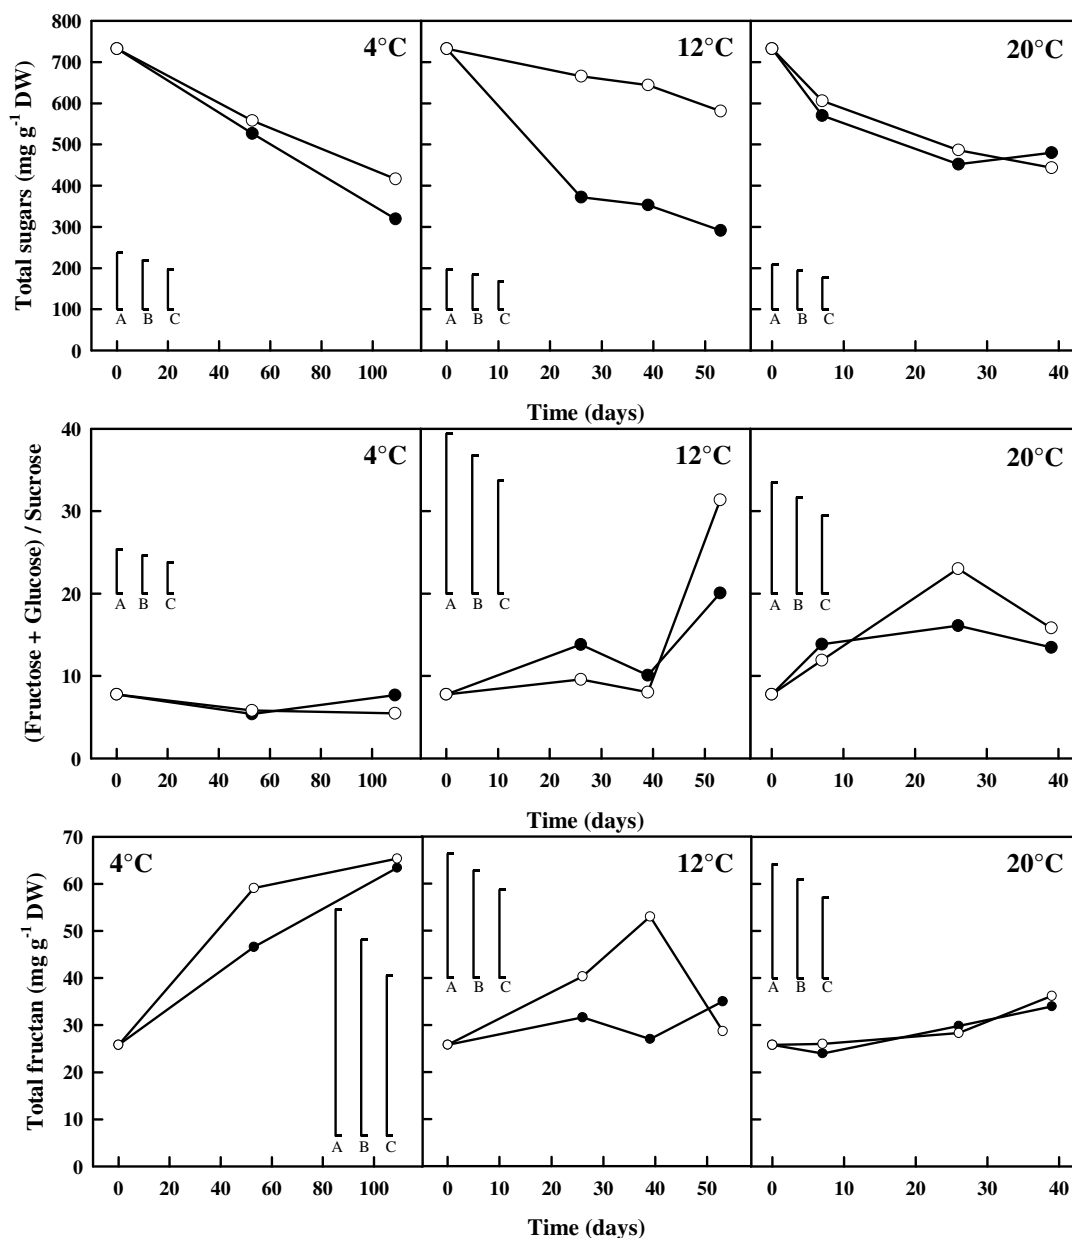 Total sugars (mg g-1 DW)
800
700
600
500
400
300
200
100
0
4°C
12°C
20°C
A B C
A B C
A B C
0 20 40 60 80 100
0 10 20 30 40 50
0 10 20 30 40
Time (days)
(Fructose + Glucose) / Sucrose
40
30
20
10
0
4°C
12°C
20°C
A B C
A B C
A B C
0 20 40 60 80 100
0 10 20 30 40 50
0 10 20 30 40
Time (days)
Total fructan (mg g-1 DW)
70
60
50
40
30
20
10
0
4°C
12°C
20°C
A B C
A B C
A B C
0 20 40 60 80 100
0 10 20 30 40 50
0 10 20 30 40
Time (days)